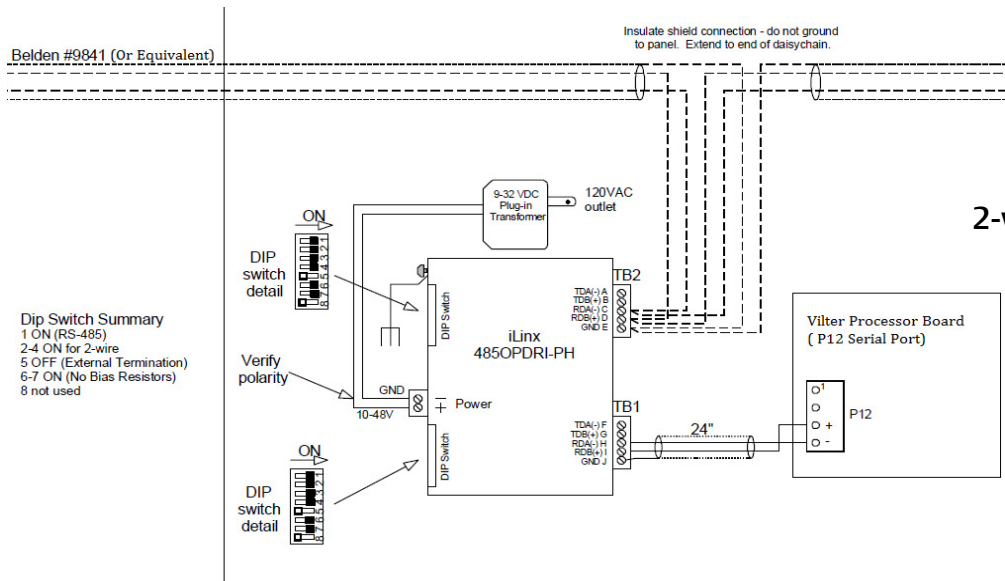 Insulate shield connection - do not ground
to panel. Extend to end of daisychain.
Belden #9841 (Or Equivalent)
9-32 VDC
Plug-in
Transformer
120VAC
outlet
2-
ON
1
2
3
4
5
6
7
8
DIP
switch
detail
DIP Switch
TB2
TDA(-) A
TDB(+) B
RDA(-) C
RDB(+) D
GND E
iLinx
485OPDRI-PH
Dip Switch Summary
1 ON (RS-485)
2-4 ON for 2-wire
5 OFF (External Termination)
6-7 ON (No Bias Resistors)
8 not used
Verify
polarity
GND
10-48V
Power
Vilter Processor Board
( P12 Serial Port)
1
+
-
P12
TB1
TDA(-) F
TDB(+) G
RDA(-) H
RDB(+) I
GND J
24"
DIP Switch
ON
1
2
3
4
5
6
7
8
DIP
switch
detail